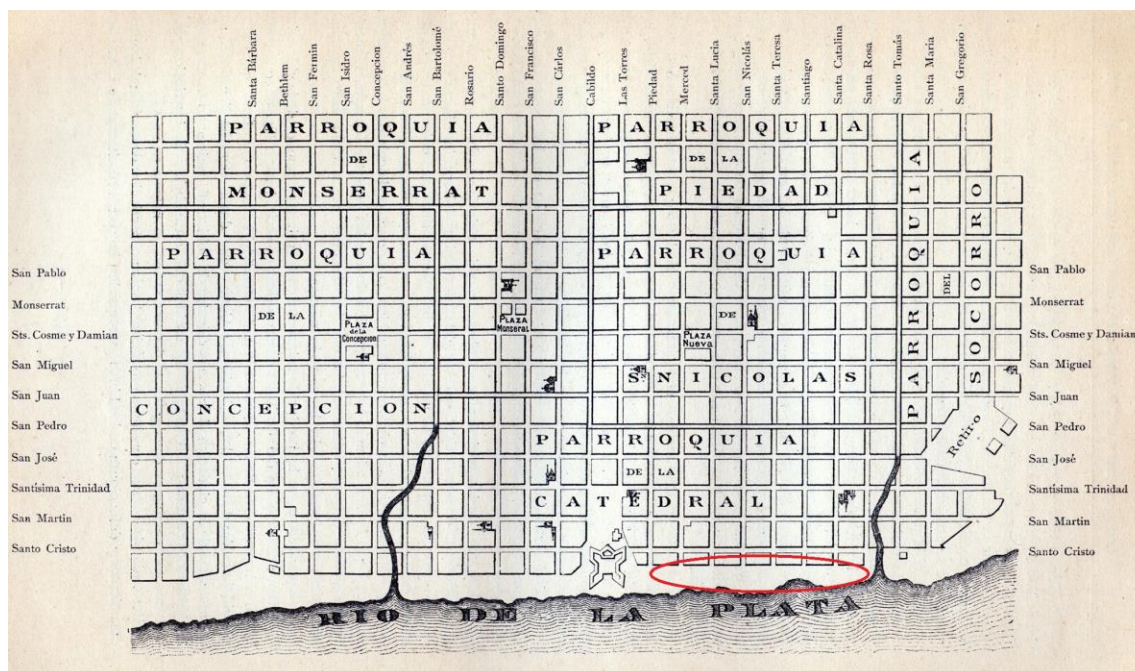 Santa Bárbara
Bethlem
San Fermin
San Isidro
Concepcion
San Andrés
San Bartolomé
Rosario
Santo Domingo
San Francisco
San Cárlos
Cabildo
Las Torres
Piedad
Merced
Santa Lucia
San Nicolás
Santa Teresa
Santiago
Santa Catalina
Santa Rosa
Santo Tomás
Santa Maria
San Gregorio
PARROQUIA
DE
MONSERRAT
PARROQUIA
DE LA
PIEDAD
PARROQUIA
DE LA
CONCEPCION
PARROQUIA
DE
S NICOLAS
PARROQUIA
DEL
SOCORRO
PLAZA
de la
Concepcion
PLAZA
Monserat
PLAZA
Nueva
PARROQUIA
DE LA
CATEDRAL
Retiro
San Pablo
Monserrat
Sts. Cosme y Damian
San Miguel
San Juan
San Pedro
San José
Santísima Trinidad
San Martin
Santo Cristo
San Pablo
Monserrat
Sts. Cosme y Damian
San Miguel
San Juan
San Pedro
San José
Santísima Trinidad
San Martin
Santo Cristo
RIO DE LA PLATA